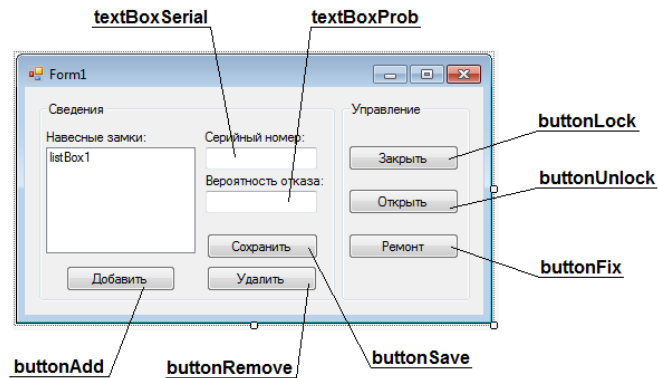 textBoxSerial
textBoxProb
Form1
Сведения
Управление
Навесные замки:
Серийный номер:
listBox1
Вероятность отказа:
Закрыть
Открыть
Сохранить
Ремонт
Добавить
Удалить
buttonLock
buttonUnlock
buttonFix
buttonAdd
buttonRemove
buttonSave